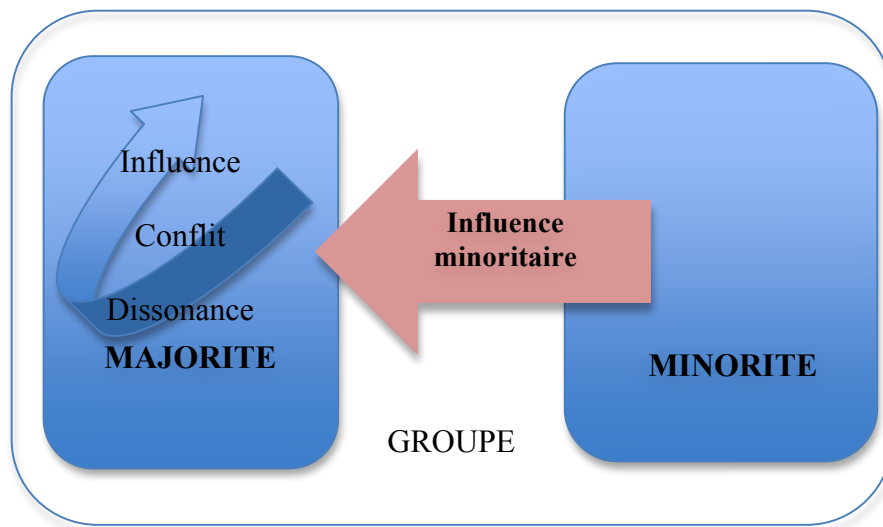 Influence
Conflit
Dissonance
MAJORITE
Influence
minoritaire
MINORITE
GROUPE